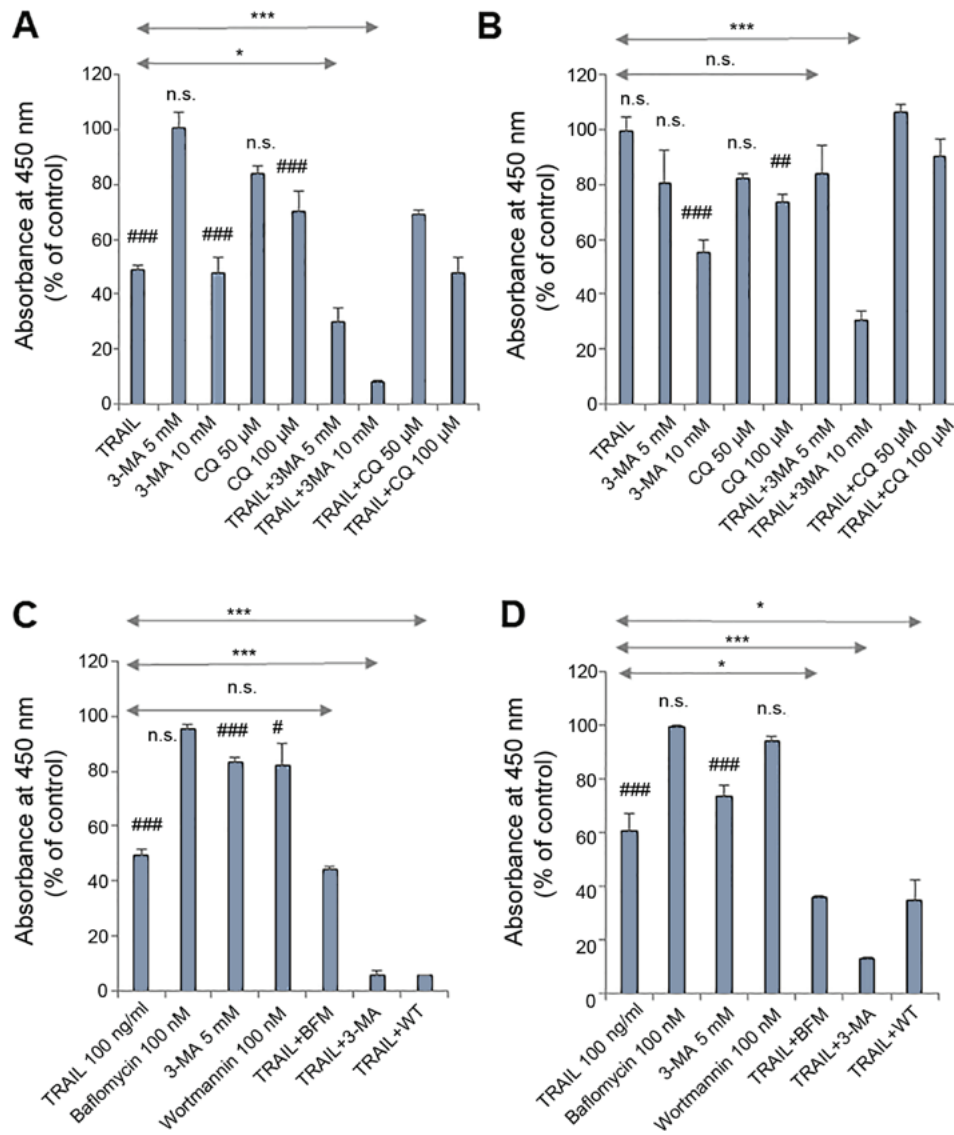 A
***
*
Absorbance at 450 nm
(% of control)
120
100
80
60
40
20
0
###
n.s.
###
n.s.
###
TRAIL
3-MA 5 mM
3-MA 10 mM
CQ 50 µM
CQ 100 µM
TRAIL+3MA 5 mM
TRAIL+3MA 10 mM
TRAIL+CQ 50 µM
TRAIL+CQ 100 µM
B
***
n.s.
Absorbance at 450 nm
(% of control)
120
100
80
60
40
20
0
n.s.
n.s.
###
n.s.
##
TRAIL
3-MA 5 mM
3-MA 10 mM
CQ 50 µM
CQ 100 µM
TRAIL+3MA 5 mM
TRAIL+3MA 10 mM
TRAIL+CQ 50 µM
TRAIL+CQ 100 µM
C
***
***
n.s.
Absorbance at 450 nm
(% of control)
120
100
80
60
40
20
0
###
n.s.
###
#
TRAIL 100 ng/ml
Baflomycin 100 nM
3-MA 5 mM
Wortmannin 100 nM
TRAIL+BFM
TRAIL+3-MA
TRAIL+WT
D
*
***
*
Absorbance at 450 nm
(% of control)
120
100
80
60
40
20
0
###
n.s.
###
n.s.
TRAIL 100 ng/ml
Baflomycin 100 nM
3-MA 5 mM
Wortmannin 100 nM
TRAIL+BFM
TRAIL+3-MA
TRAIL+WT